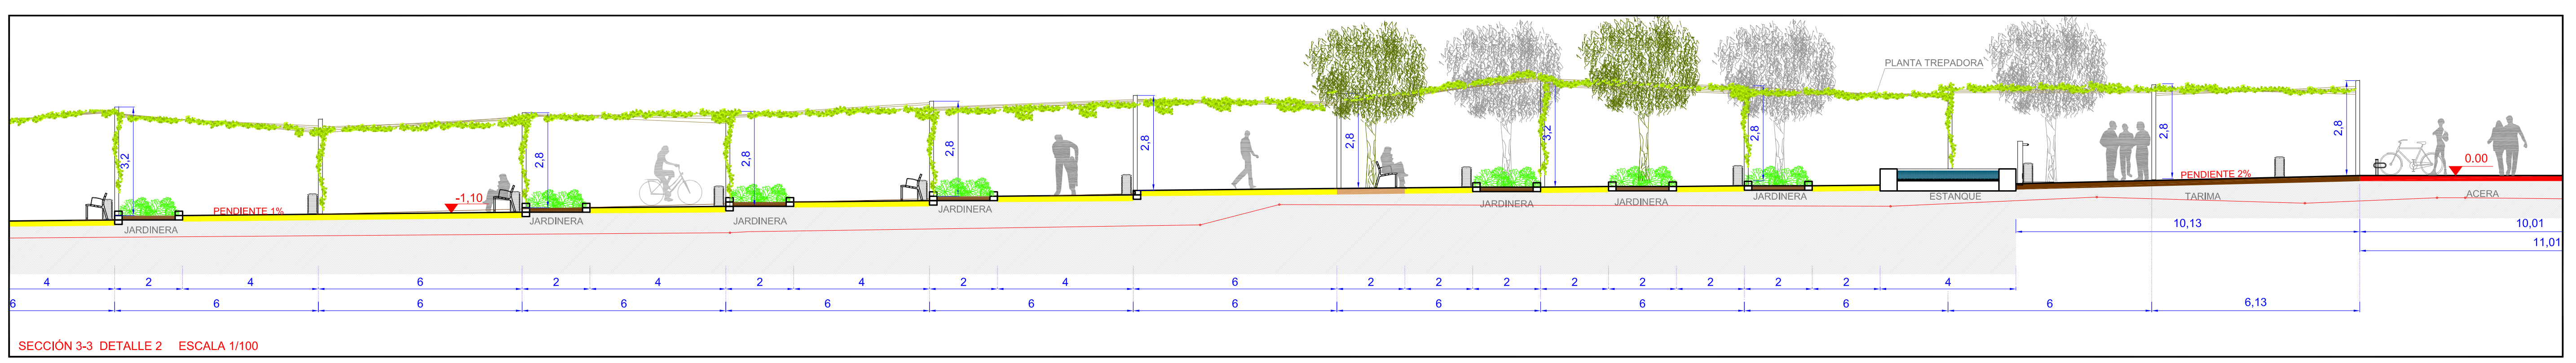 PLANTA TREPADORA
3,2
2,8
2,8
2,8
2,8
2,8
3,2
2,8
2,8
2,8
0.00
-1,10
PENDIENTE 1%
PENDIENTE 2%
JARDINERA
JARDINERA
JARDINERA
JARDINERA
JARDINERA
JARDINERA
JARDINERA
ESTANQUE
TARIMA
ACERA
10,13
10,01
11,01
4 2 4 6 2 4 2 4 2 4 6 2 2 2 2 2 2 2 2 4
6 6 6 6 6 6 6 6 6 6 6 6,13
SECCIÓN 3-3 DETALLE 2 ESCALA 1/100